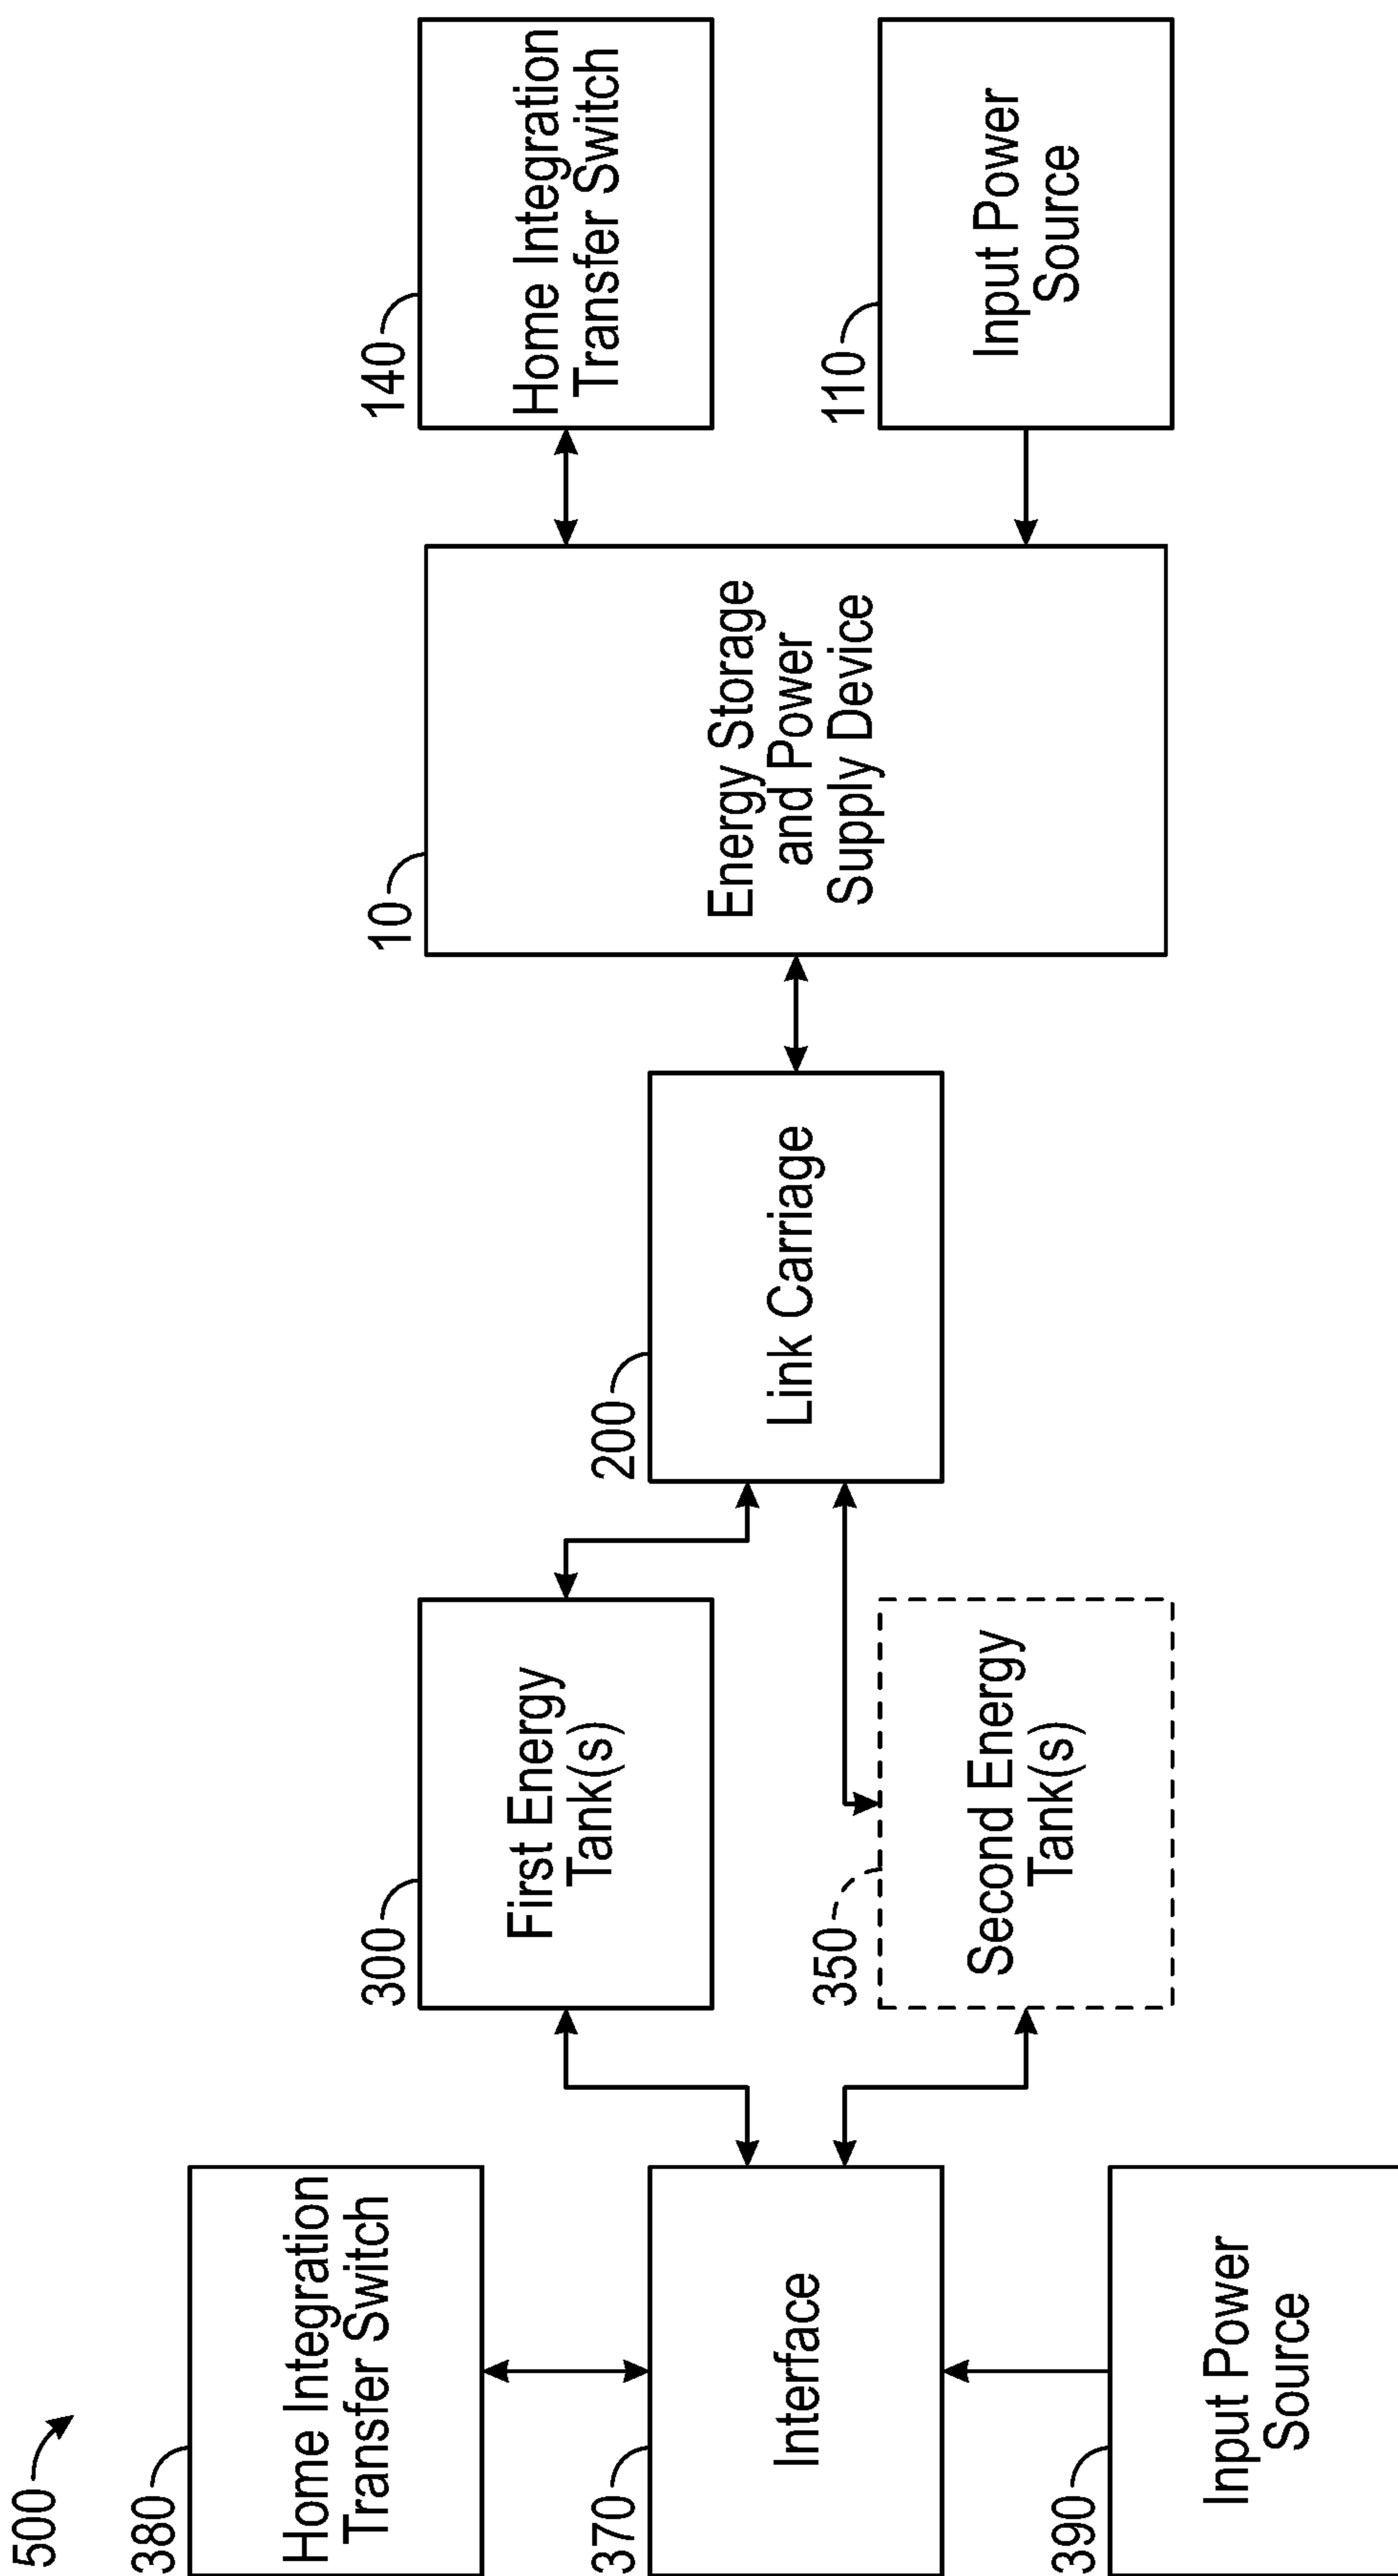 500
380
Home Integration
Transfer Switch
370
Interface
390
Input Power
Source
300
First Energy
Tank(s)
350
Second Energy
Tank(s)
200
Link Carriage
10
Energy Storage
and Power
Supply Device
140
Home Integration
Transfer Switch
110
Input Power
Source